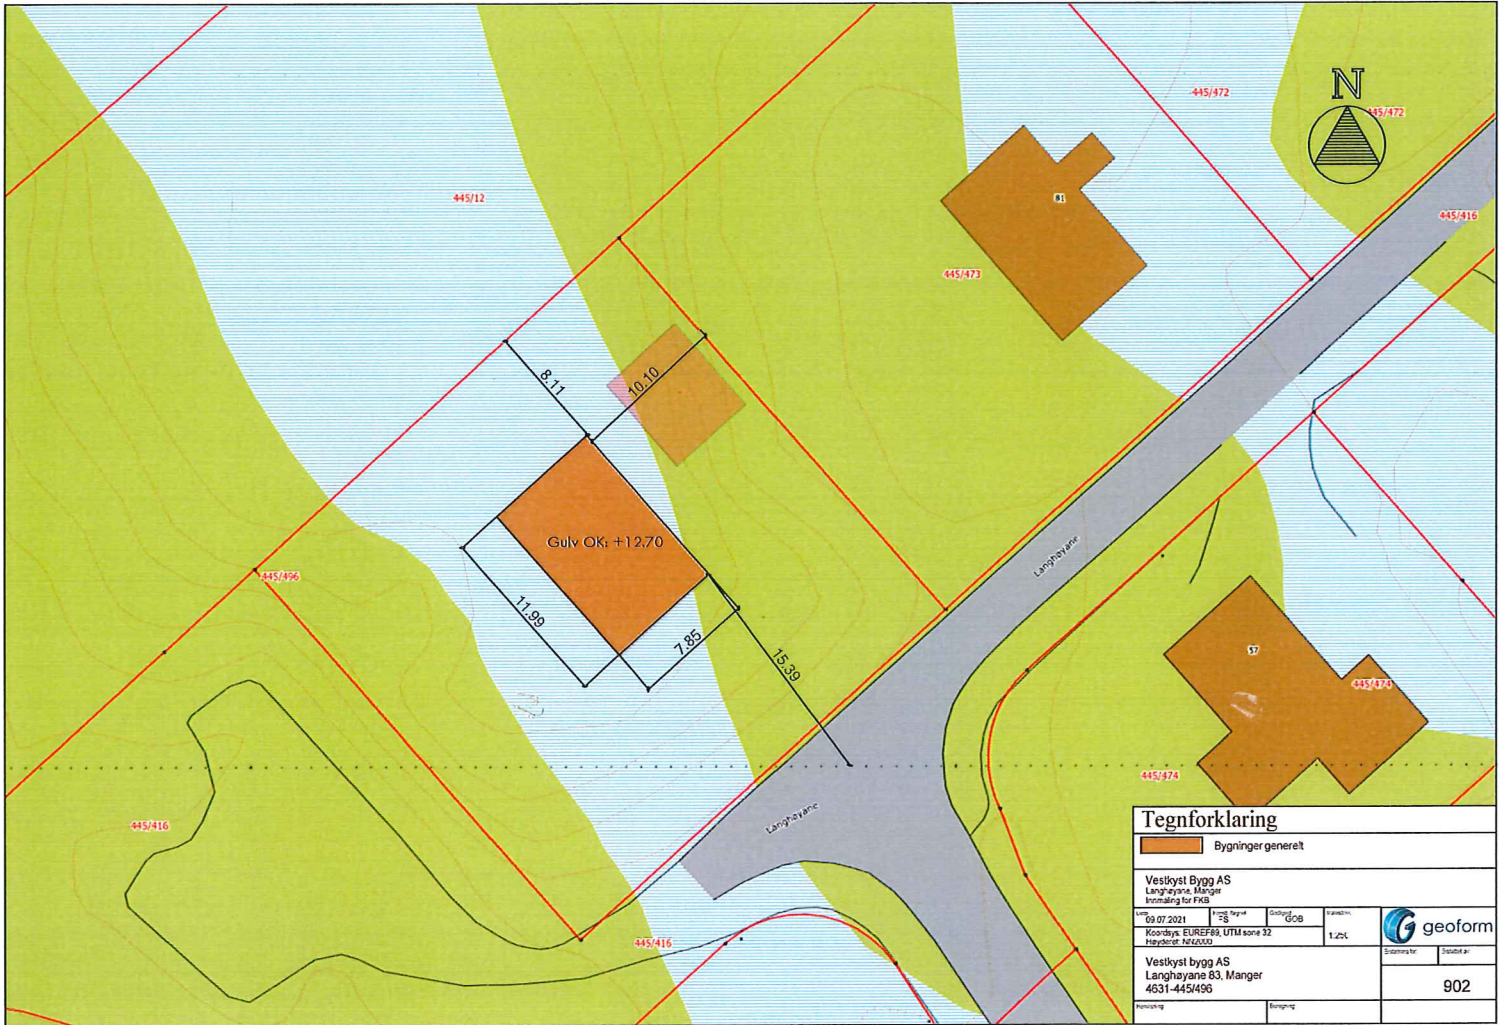 N
445/472
445/472
445/12
81
445/416
445/473
8.11
10.10
Gulv OK: +12.70
Langhøyane
445/496
11.99
7.85
15.39
57
445/474
445/474
Langhøyane
445/416
445/416
Tegnforklaring
Bygninger generelt
Vestkyst Bygg AS
Langhøyane, Manger
Innmåling for FKB
09.07.2021
GOB
Koordsys: EUREF89, UTM sone 32
Høyderef: NN2000
geoform
Vestkyst bygg AS
Langhøyane 83, Manger
4631-445/496
902